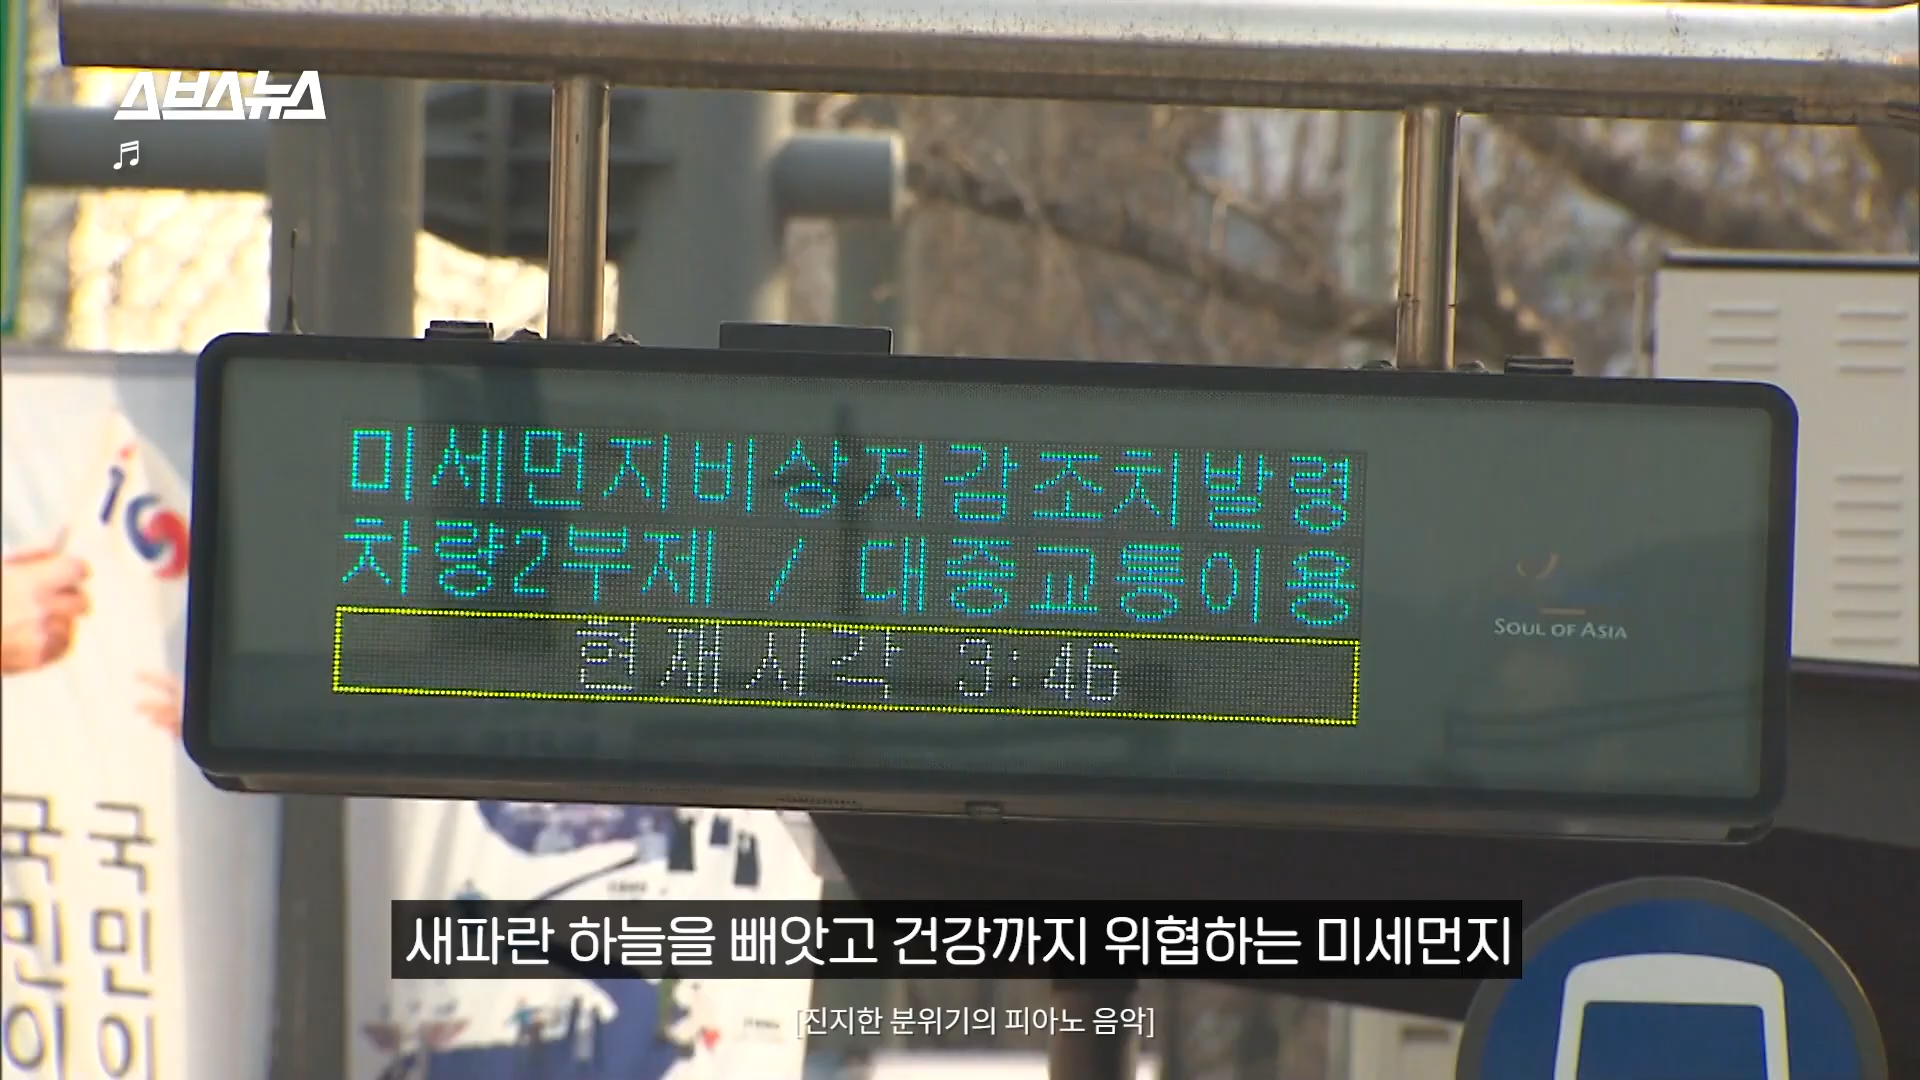 스브스뉴스
♬
미세먼지비상저감조치발령
차량2부제 / 대중교통이용
현재시각 3:46
SOUL OF ASIA
국민의
국민의
새파란 하늘을 빼앗고 건강까지 위협하는 미세먼지
[진지한 분위기의 피아노 음악]